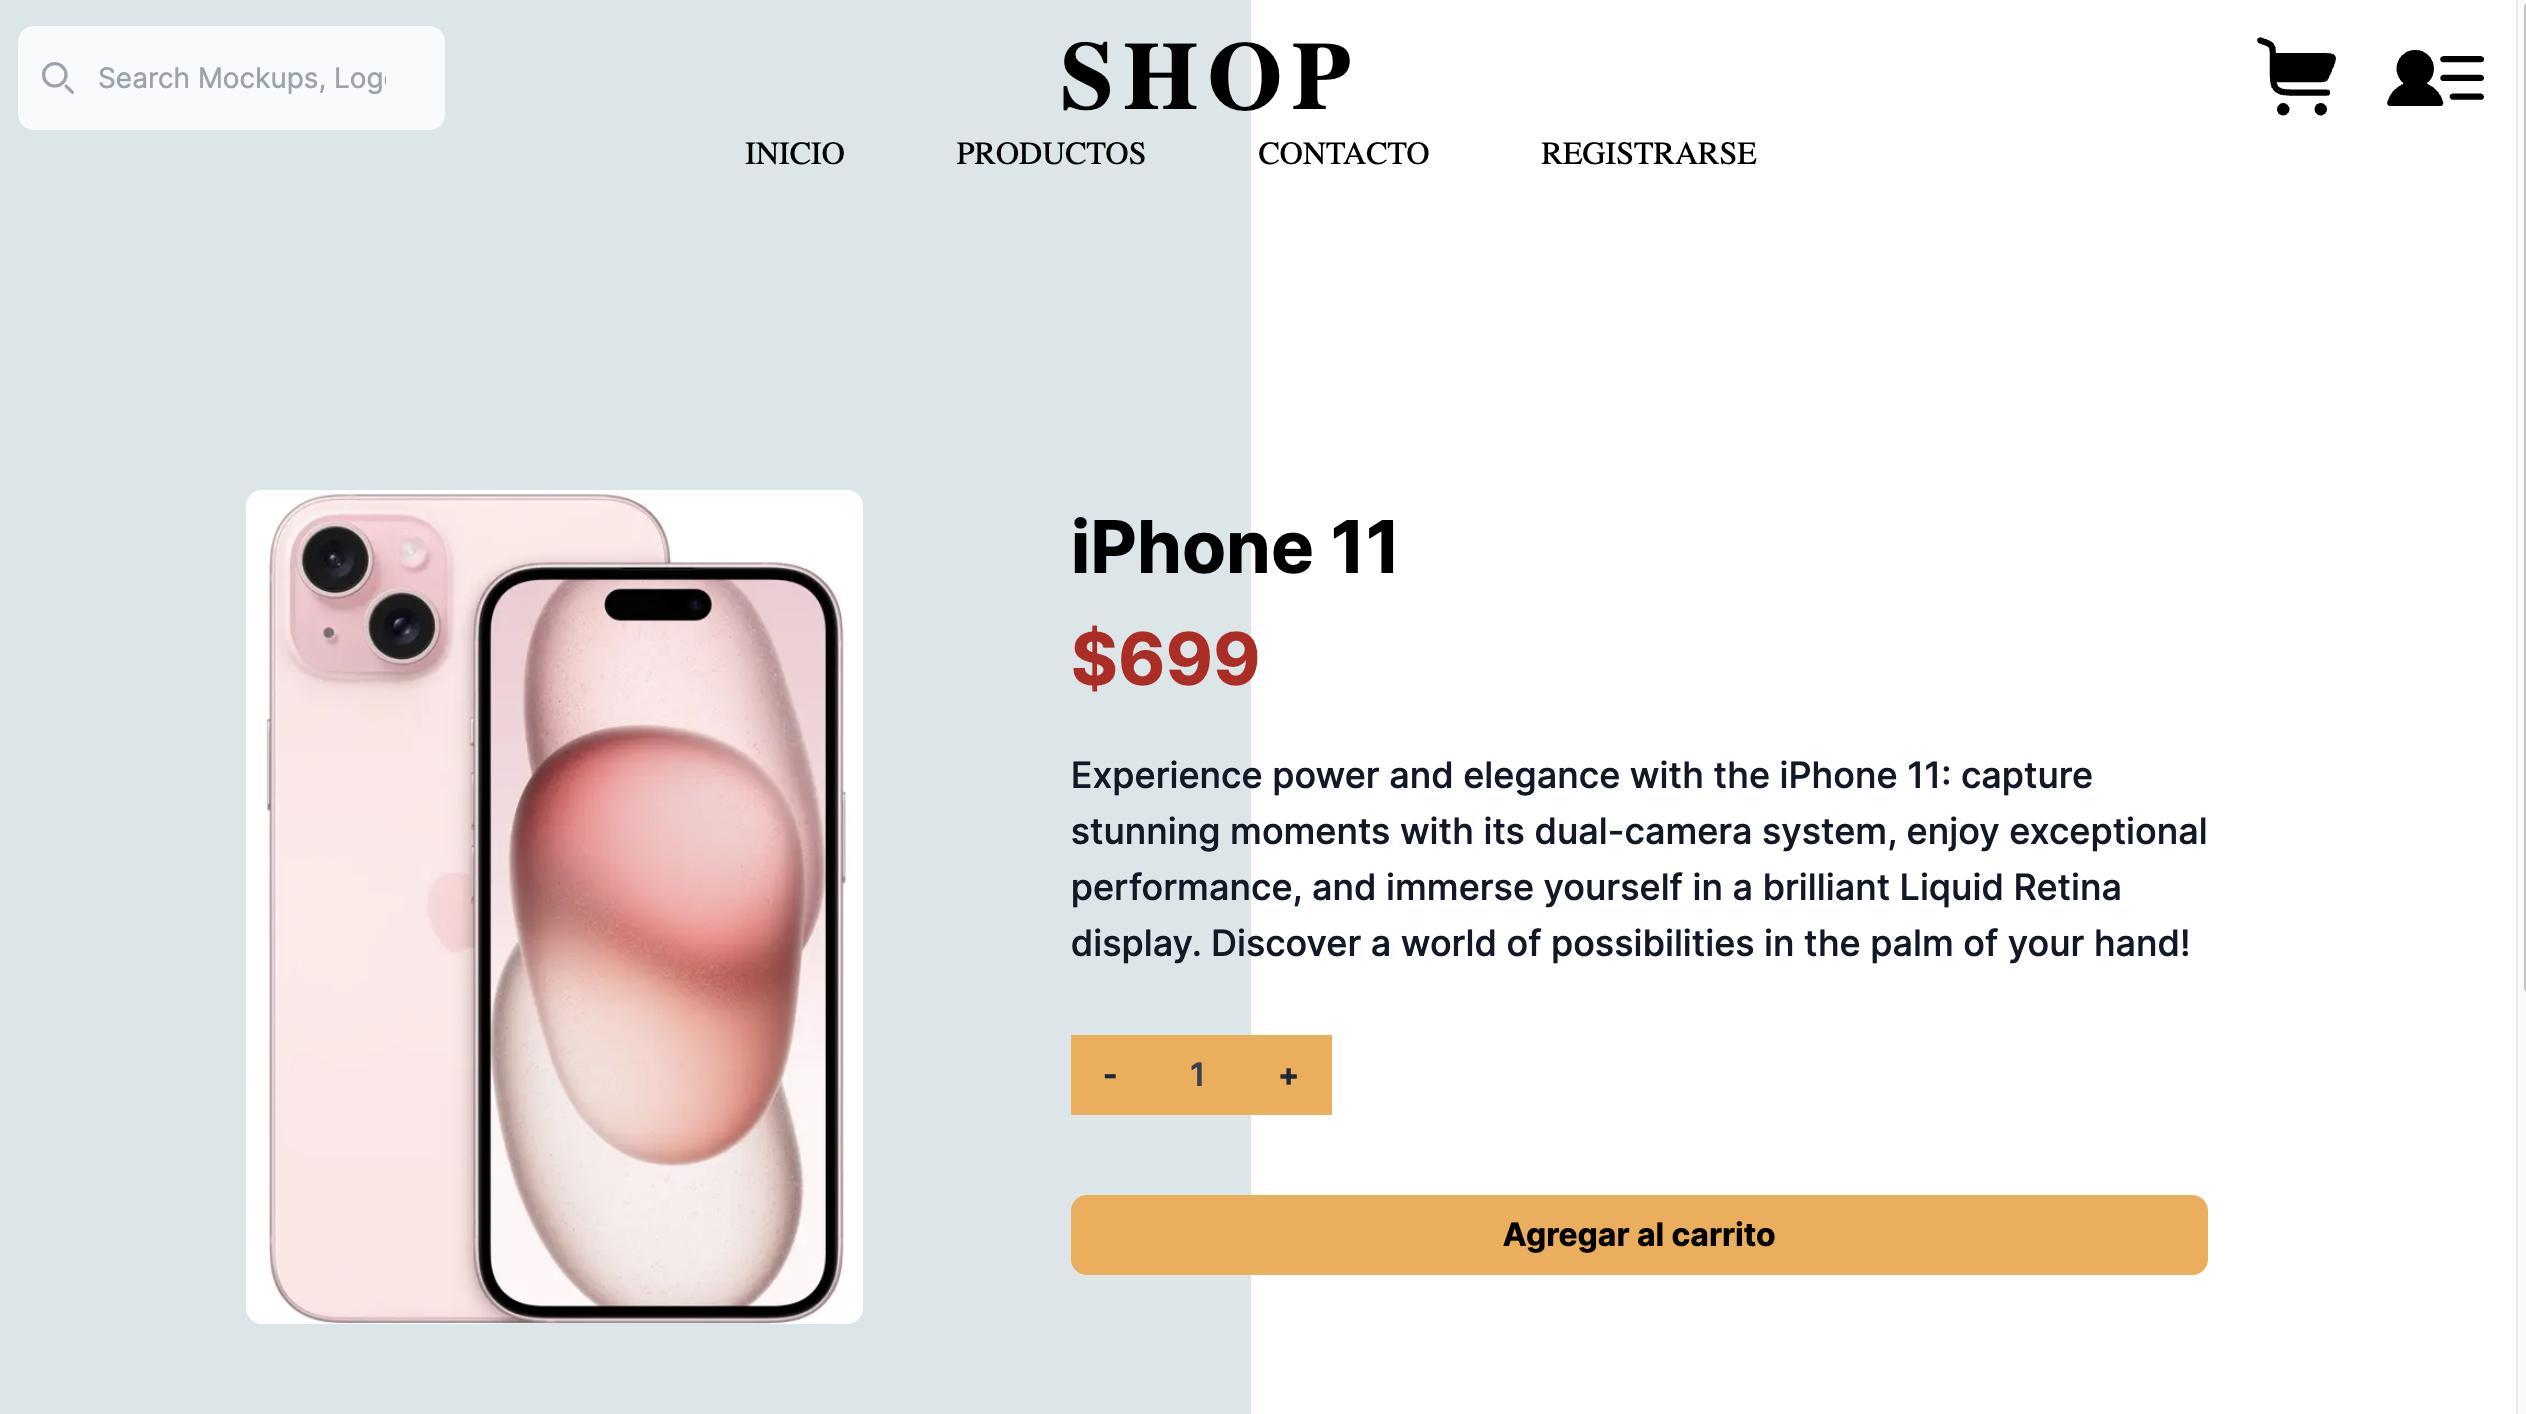 Search Mockups, Log
SHOP
INICIO PRODUCTOS CONTACTO REGISTRARSE
iPhone 11
$699
Experience power and elegance with the iPhone 11: capture
stunning moments with its dual-camera system, enjoy exceptional
performance, and immerse yourself in a brilliant Liquid Retina
display. Discover a world of possibilities in the palm of your hand!
- 1 +
Agregar al carrito